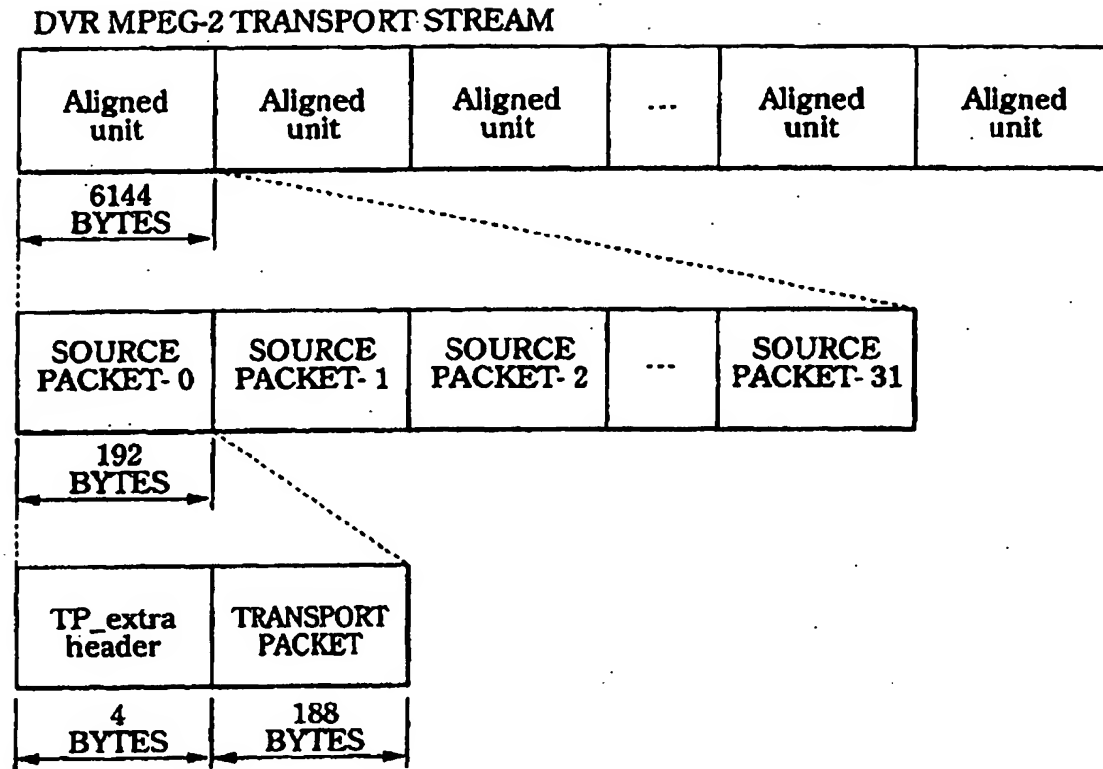 DVR MPEG-2 TRANSPORT STREAM
Aligned unit
Aligned unit
Aligned unit
---
Aligned unit
Aligned unit
6144 BYTES
SOURCE PACKET- 0
SOURCE PACKET- 1
SOURCE PACKET- 2
---
SOURCE PACKET- 31
192 BYTES
TP_extra header
TRANSPORT PACKET
4 BYTES
188 BYTES